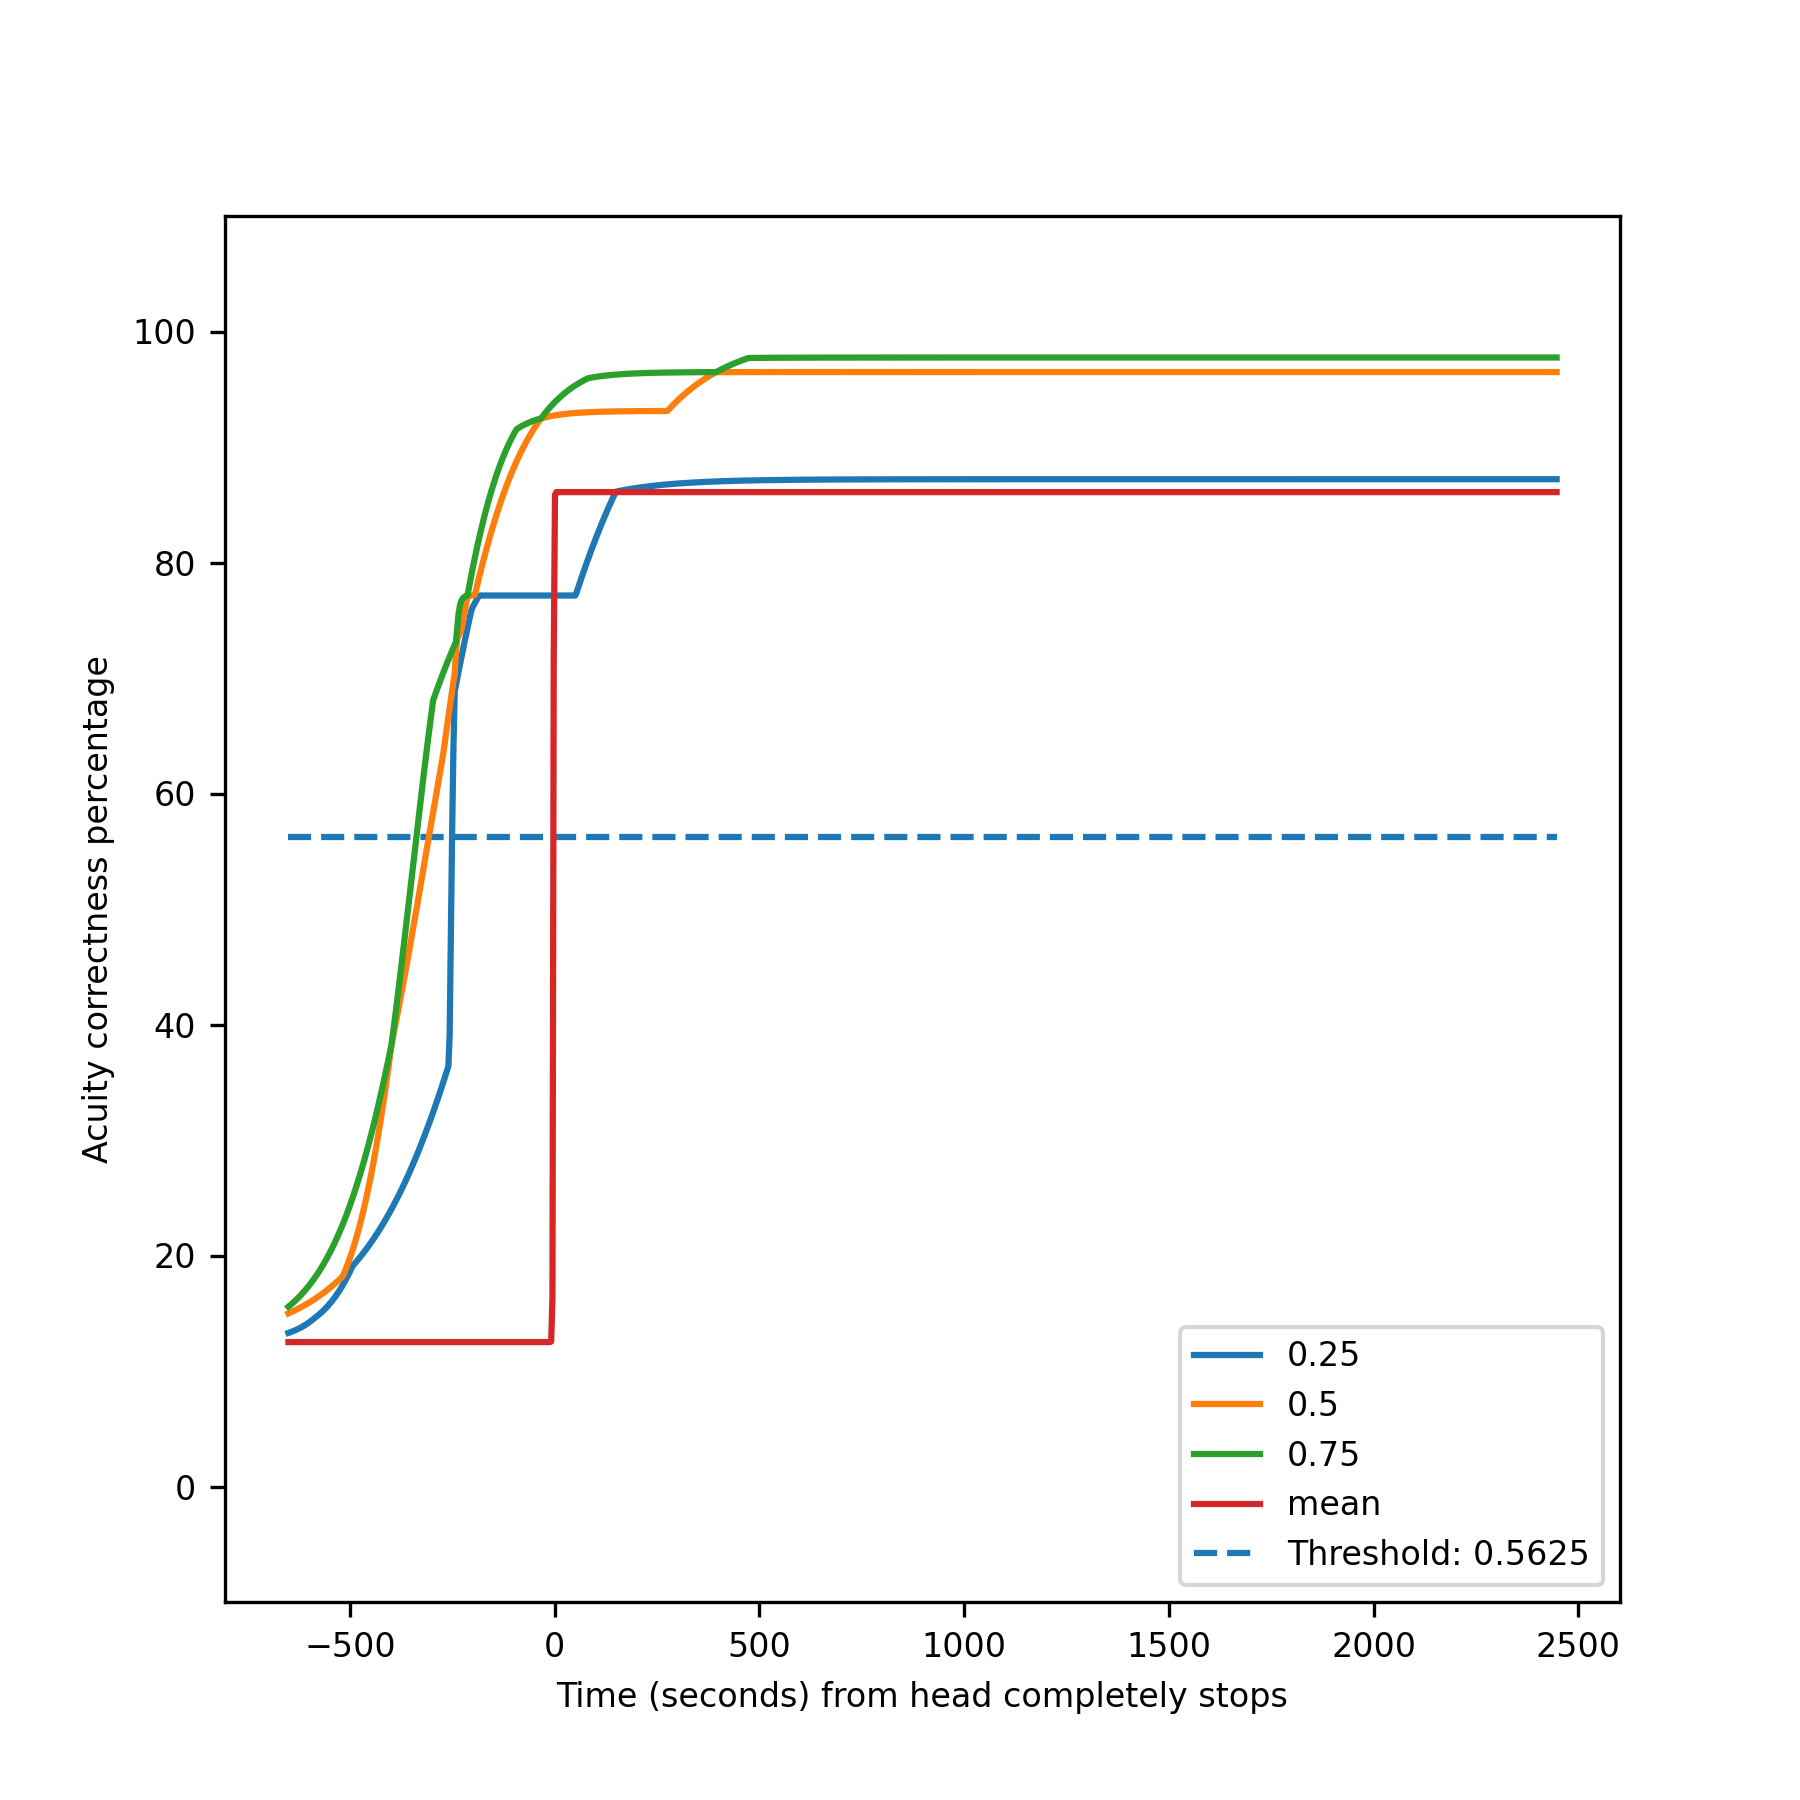 100
80
60
40
20
0
Acuity correctness percentage
−500 0 500 1000 1500 2000 2500
Time (seconds) from head completely stops
0.25
0.5
0.75
mean
Threshold: 0.5625